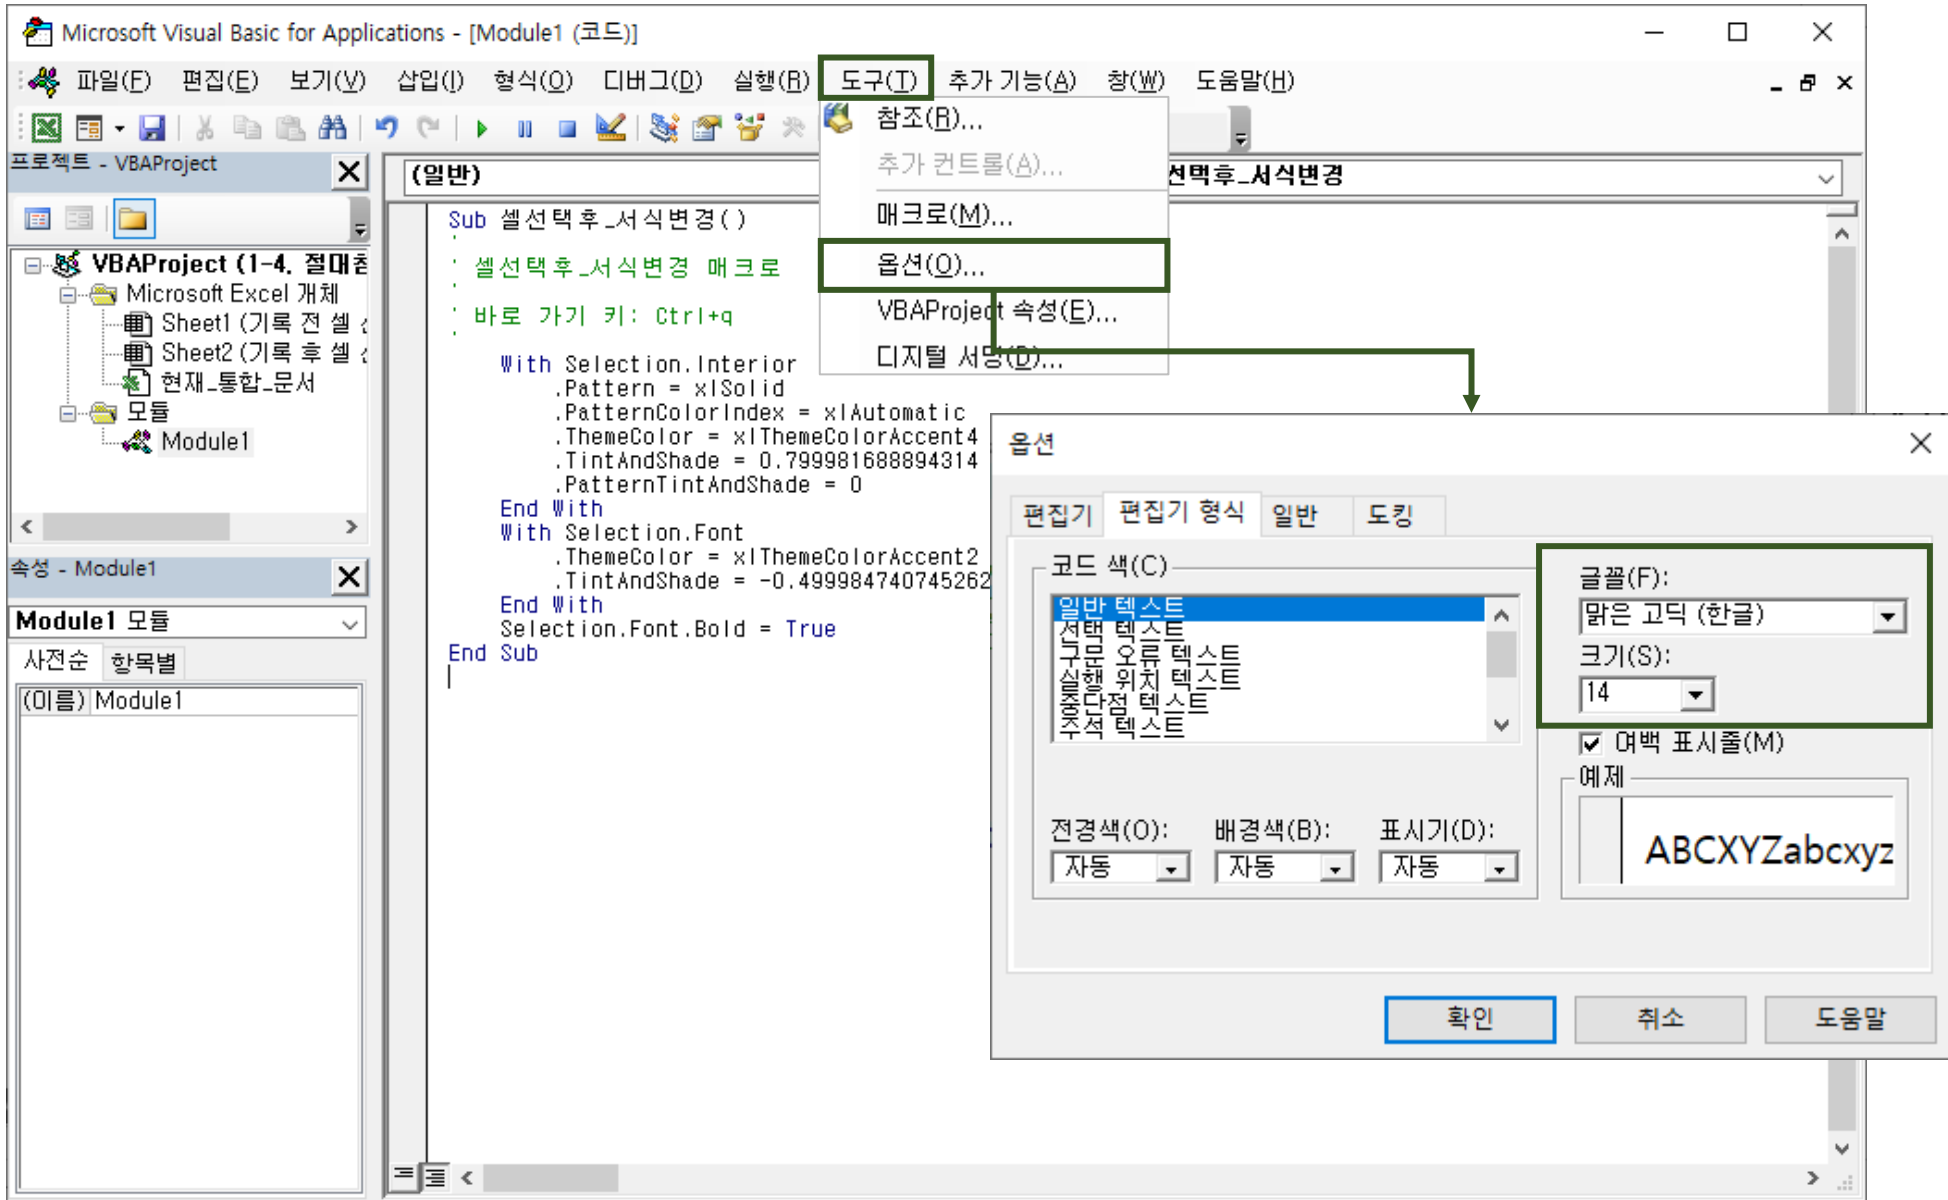 Microsoft Visual Basic for Applications - [Module1 (코드)]
파일(F) 편집(E) 보기(V) 삽입(I) 형식(O) 디버그(D) 실행(R) 도구(T) 추가 기능(A) 창(W) 도움말(H)
참조(R)...
추가 컨트롤(A)...
매크로(M)...
옵션(O)...
VBAProject 속성(E)...
디지털 서명(D)...
프로젝트 - VBAProject
VBAProject (1-4. 절대참
Microsoft Excel 개체
Sheet1 (기록 전 셀
Sheet2 (기록 후 셀
현재_통합_문서
모듈
Module1
속성 - Module1
Module1 모듈
사전순 항목별
(이름) Module1
(일반)
선택후_서식변경
Sub 셀선택후_서식변경()
'
' 셀선택후_서식변경 매크로
'
' 바로 가기 키: Ctrl+q
'
With Selection.Interior
.Pattern = xlSolid
.PatternColorIndex = xlAutomatic
.ThemeColor = xlThemeColorAccent4
.TintAndShade = 0.799981688894314
.PatternTintAndShade = 0
End With
With Selection.Font
.ThemeColor = xlThemeColorAccent2
.TintAndShade = -0.499984740745262
End With
Selection.Font.Bold = True
End Sub
옵션
편집기 편집기 형식 일반 도킹
코드 색(C)
일반 텍스트
선택 텍스트
구문 오류 텍스트
실행 위치 텍스트
중단점 텍스트
주석 텍스트
전경색(O): 배경색(B): 표시기(D):
자동 자동 자동
글꼴(F):
맑은 고딕 (한글)
크기(S):
14
여백 표시줄(M)
예제
ABCXYZabcxyz
확인 취소 도움말